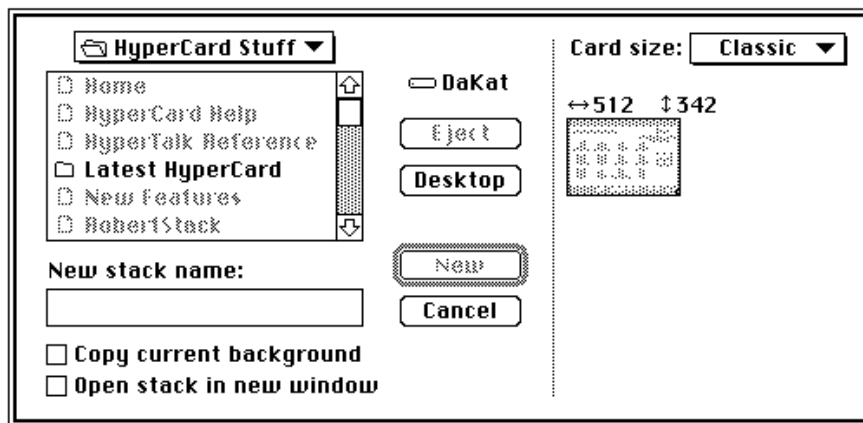 HyperCard Stuff
Home
HyperCard Help
HyperTalk Reference
Latest HyperCard
New Features
RobertStack
New stack name:
Copy current background
Open stack in new window
DaKat
Eject
Desktop
New
Cancel
Card size: Classic
↔512 ↕342